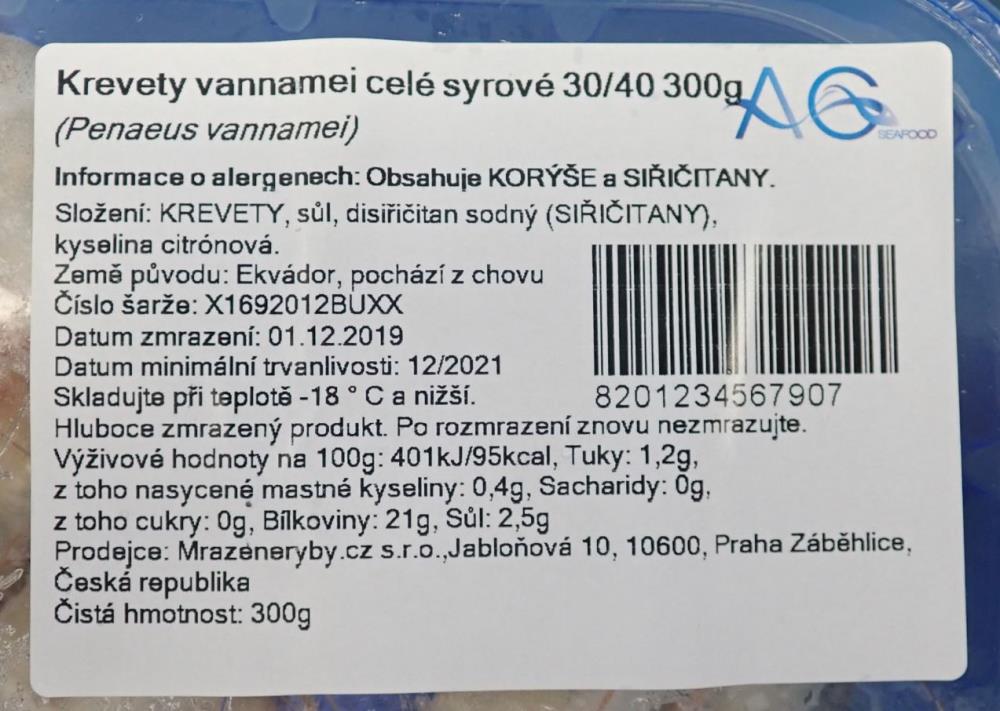 Krevety vannamei celé syrové 30/40 300g
AG SEAFOOD
(Penaeus vannamei)
Informace o alergenech: Obsahuje KORÝŠE a SIŘIČITANY.
Složení: KREVETY, sůl, disiřičitan sodný (SIŘIČITANY),
kyselina citrónová.
Země původu: Ekvádor, pochází z chovu
Číslo šarže: X1692012BUXX
Datum zmrazení: 01.12.2019
Datum minimální trvanlivosti: 12/2021
Skladujte při teplotě -18 ° C a nižší.
8201234567907
Hluboce zmrazený produkt. Po rozmrazení znovu nezmrazujte.
Výživové hodnoty na 100g: 401kJ/95kcal, Tuky: 1,2g,
z toho nasycené mastné kyseliny: 0,4g, Sacharidy: 0g,
z toho cukry: 0g, Bílkoviny: 21g, Sůl: 2,5g
Prodejce: Mrazeneryby.cz s.r.o.,Jabloňová 10, 10600, Praha Záběhlice,
Česká republika
Čistá hmotnost: 300g